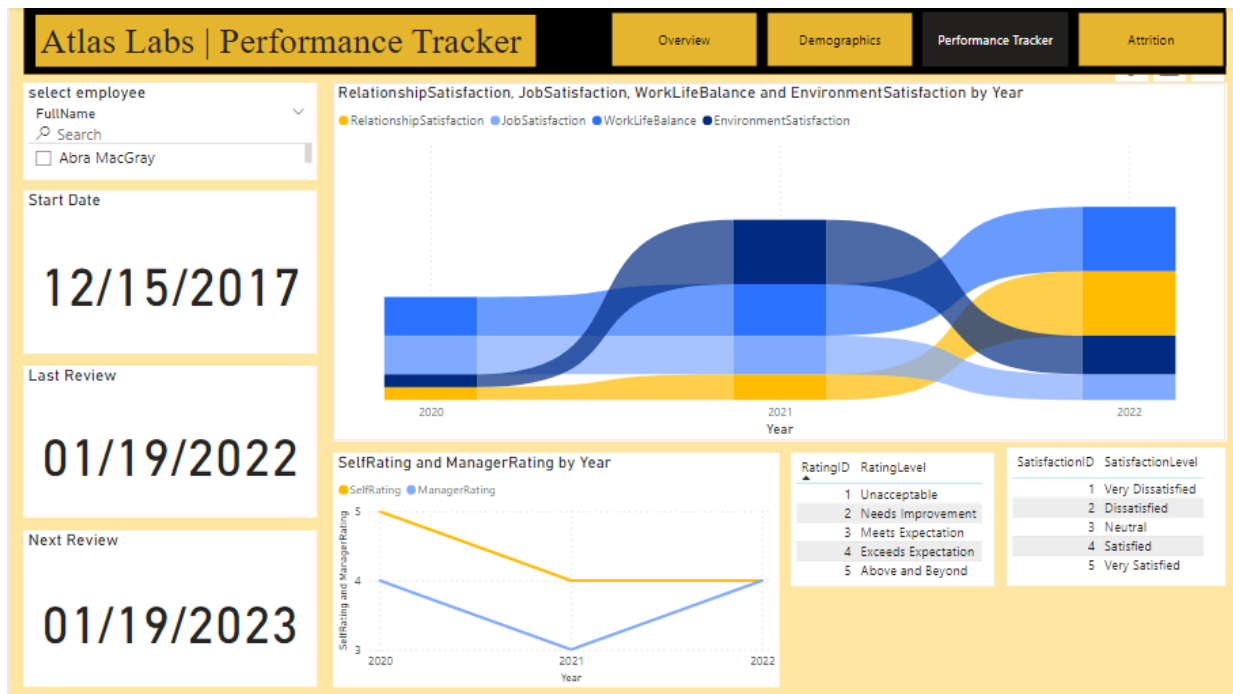 Atlas Labs | Performance Tracker
Overview
Demographics
Performance Tracker
Attrition
select employee
FullName
Search
Abra MacGray
Start Date
12/15/2017
Last Review
01/19/2022
Next Review
01/19/2023
RelationshipSatisfaction, JobSatisfaction, WorkLifeBalance and EnvironmentSatisfaction by Year
RelationshipSatisfaction JobSatisfaction WorkLifeBalance EnvironmentSatisfaction
2020 2021 2022
Year
SelfRating and ManagerRating by Year
SelfRating ManagerRating
SelfRating and ManagerRating
5
4
3
2020 2021 2022
Year
RatingID RatingLevel
1 Unacceptable
2 Needs Improvement
3 Meets Expectation
4 Exceeds Expectation
5 Above and Beyond
SatisfactionID SatisfactionLevel
1 Very Dissatisfied
2 Dissatisfied
3 Neutral
4 Satisfied
5 Very Satisfied